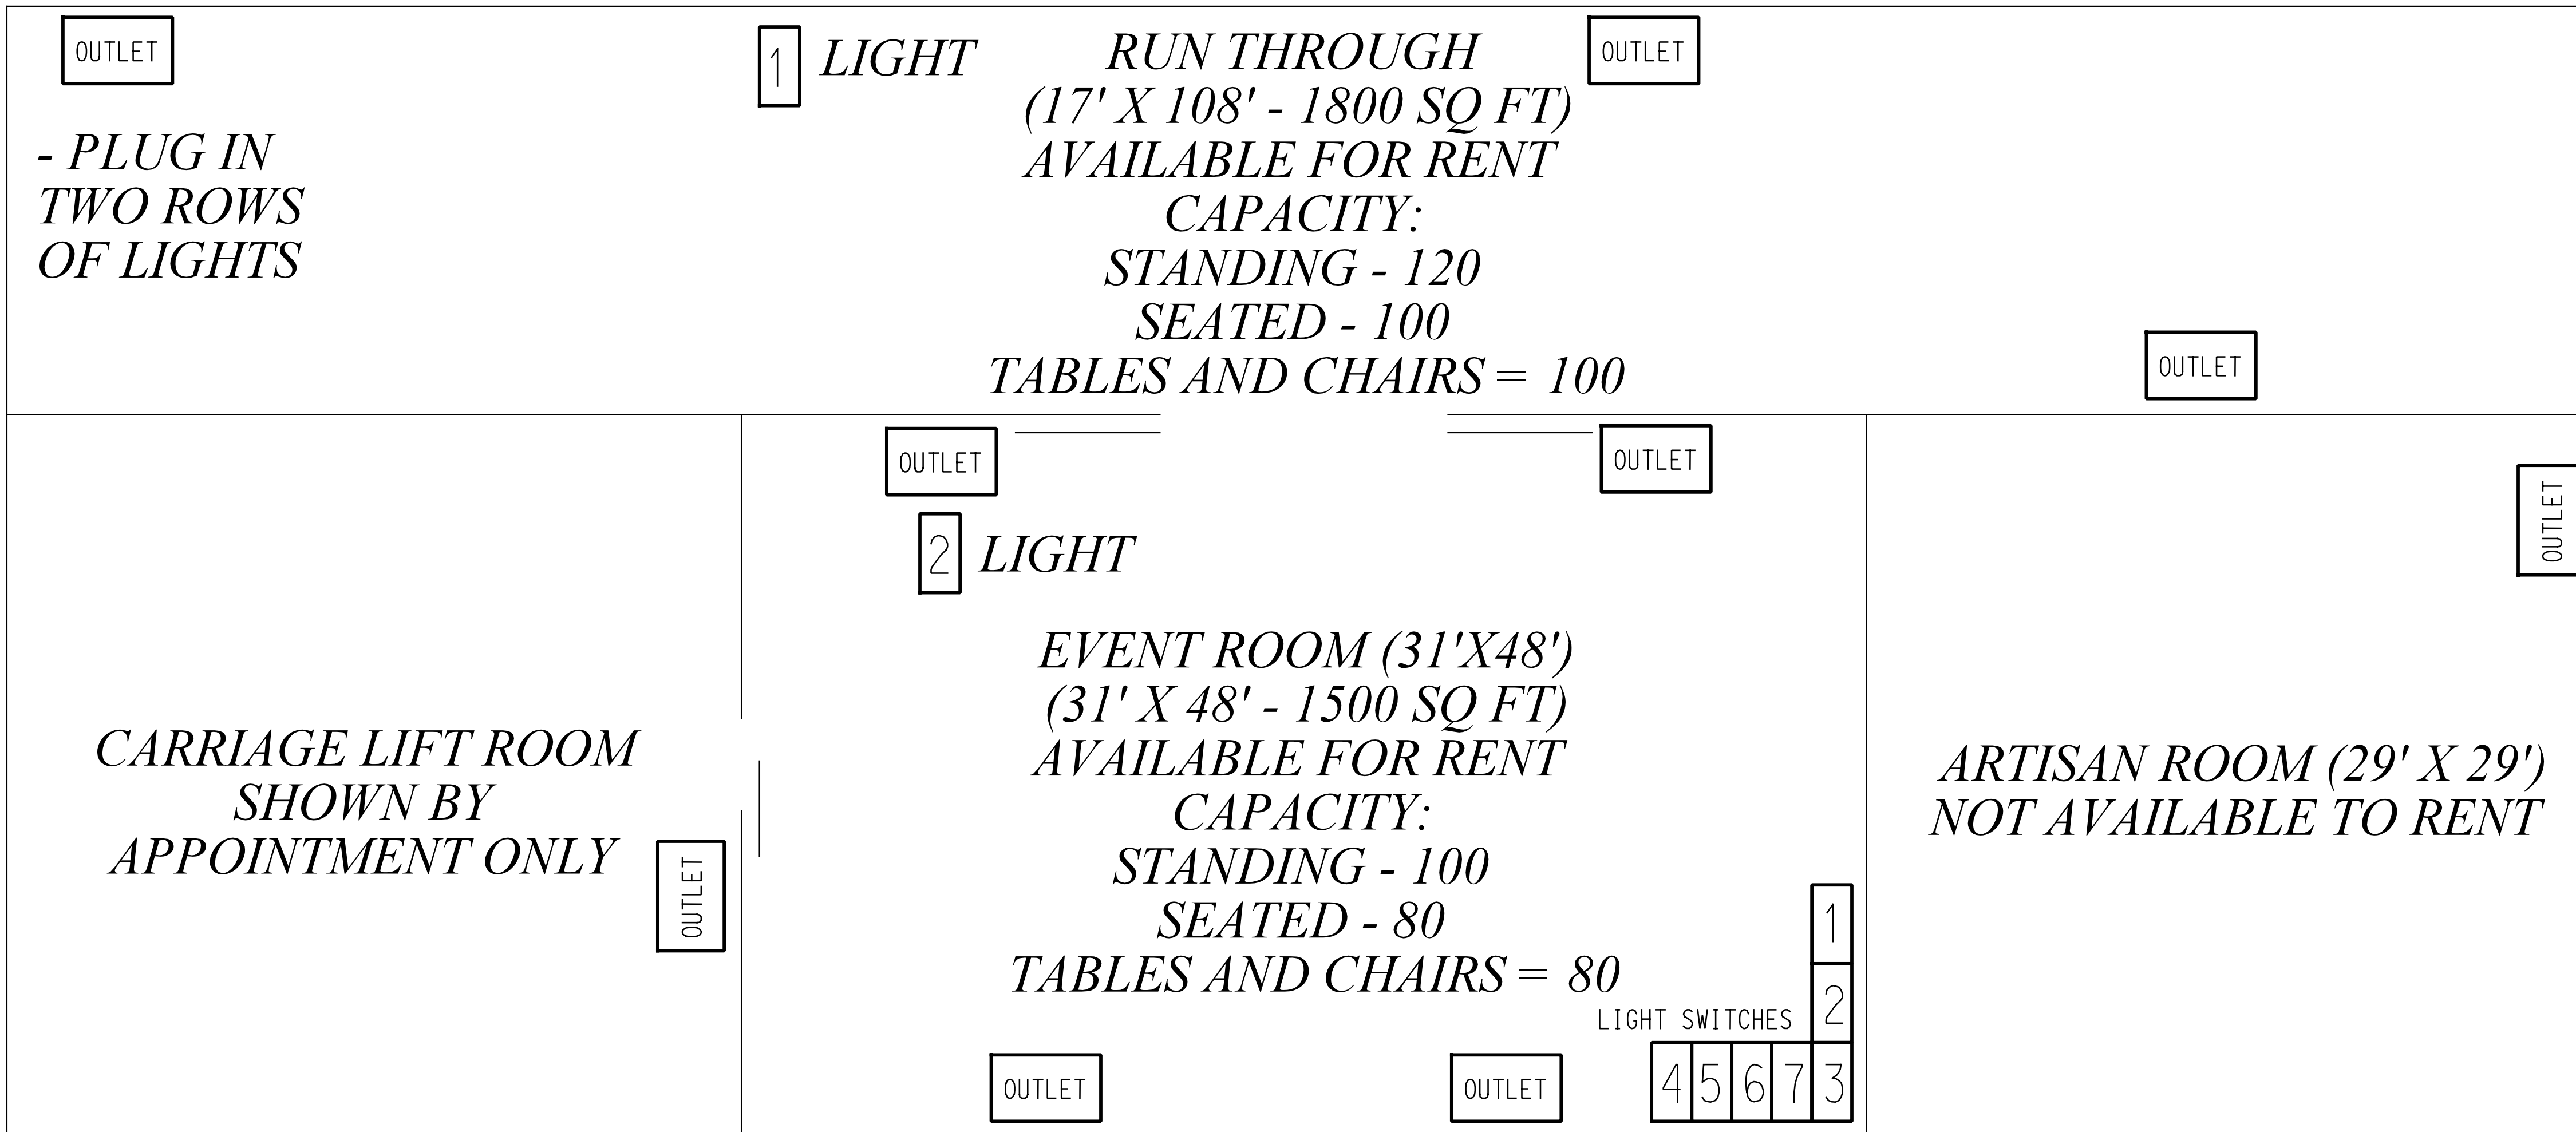 OUTLET
- PLUG IN
TWO ROWS
OF LIGHTS
1 LIGHT
RUN THROUGH
(17' X 108' - 1800 SQ FT)
AVAILABLE FOR RENT
CAPACITY:
STANDING - 120
SEATED - 100
TABLES AND CHAIRS = 100
OUTLET
OUTLET
CARRIAGE LIFT ROOM
SHOWN BY
APPOINTMENT ONLY
OUTLET
OUTLET
OUTLET
2 LIGHT
EVENT ROOM (31'X48')
(31' X 48' - 1500 SQ FT)
AVAILABLE FOR RENT
CAPACITY:
STANDING - 100
SEATED - 80
TABLES AND CHAIRS = 80
LIGHT SWITCHES
1
2
4 5 6 7 3
OUTLET
OUTLET
OUTLET
ARTISAN ROOM (29' X 29')
NOT AVAILABLE TO RENT